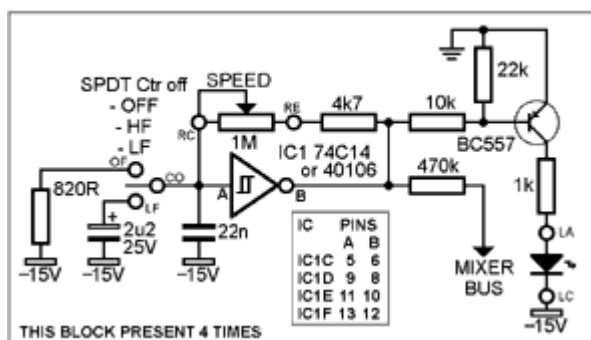 SPDT Ctr off
- OFF
- HF
- LF
SPEED
22k
OF
RC
RE
4k7
10k
1M
BC557
820R
CO
A
B
IC1 74C14
or 40106
470k
1k
LF
+
2u2
25V
22n
IC PINS
A B
IC1C 5 6
IC1D 9 8
IC1E 11 10
IC1F 13 12
MIXER
BUS
LA
LC
–15V
–15V
–15V
–15V
THIS BLOCK PRESENT 4 TIMES